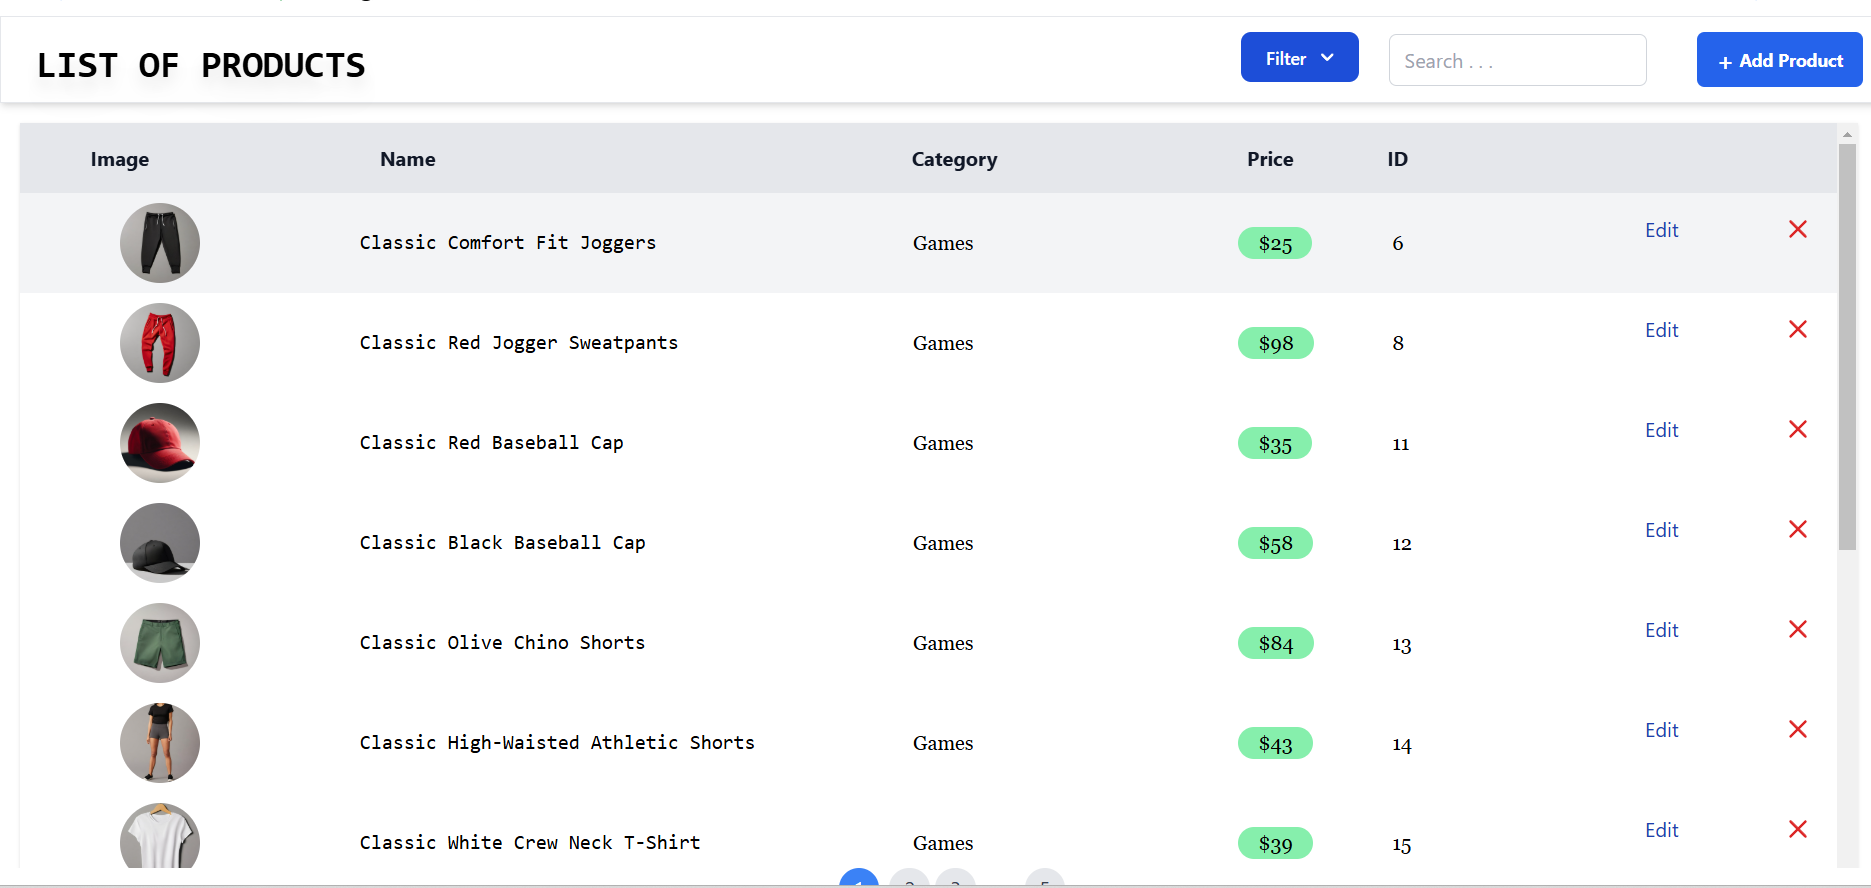 LIST OF PRODUCTS
Filter
Search . . .
+ Add Product
Image Name Category Price ID
Classic Comfort Fit Joggers Games $25 6 Edit
Classic Red Jogger Sweatpants Games $98 8 Edit
Classic Red Baseball Cap Games $35 11 Edit
Classic Black Baseball Cap Games $58 12 Edit
Classic Olive Chino Shorts Games $84 13 Edit
Classic High-Waisted Athletic Shorts Games $43 14 Edit
Classic White Crew Neck T-Shirt Games $39 15 Edit